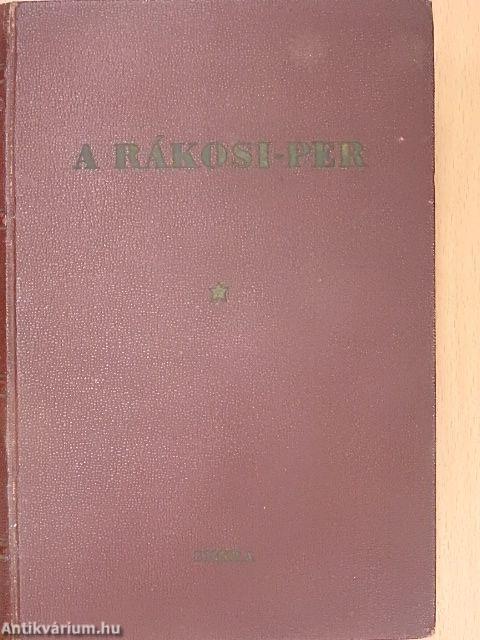 A RÁKOSI-PER
SZIKRA
Antikvárium.hu